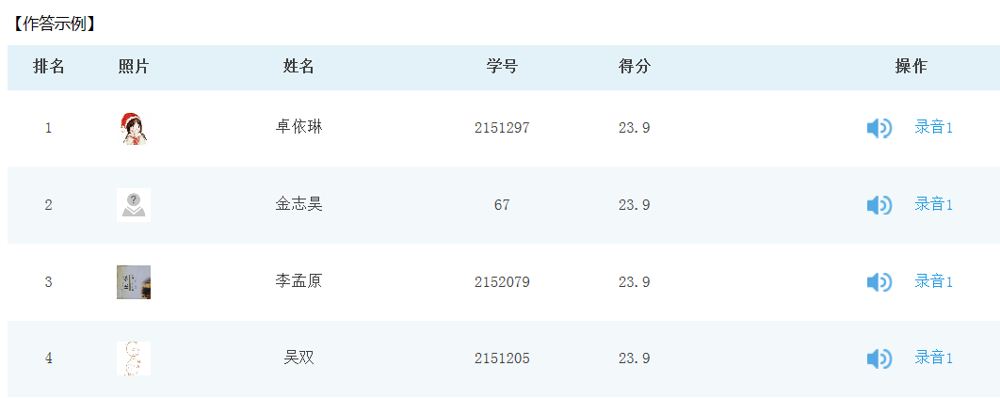 【作答示例】
排名 照片 姓名 学号 得分 操作
1 卓依琳 2151297 23.9 录音1
2 金志昊 67 23.9 录音1
3 李孟原 2152079 23.9 录音1
4 吴双 2151205 23.9 录音1